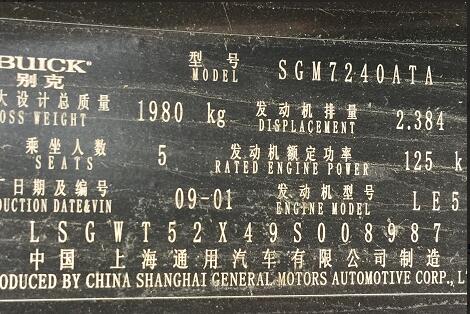 BUICK 型号 SGM7240ATA
别克 MODEL
大设计总质量 1980 kg 发动机排量 2.384
OSS WEIGHT DISPLACEMENT
乘坐人数 5 发动机额定功率 125 k
SEATS RATED ENGINE POWER
日期及编号 09-01 发动机型号 LE5
DUCTION DATE&VIN ENGINE MODEL
LSGWT52X49S008987
中国 上海通用汽车有限公司制造
ODUCED BY CHINA SHANGHAI GENERAL MOTORS AUTOMOTIVE CORP., L